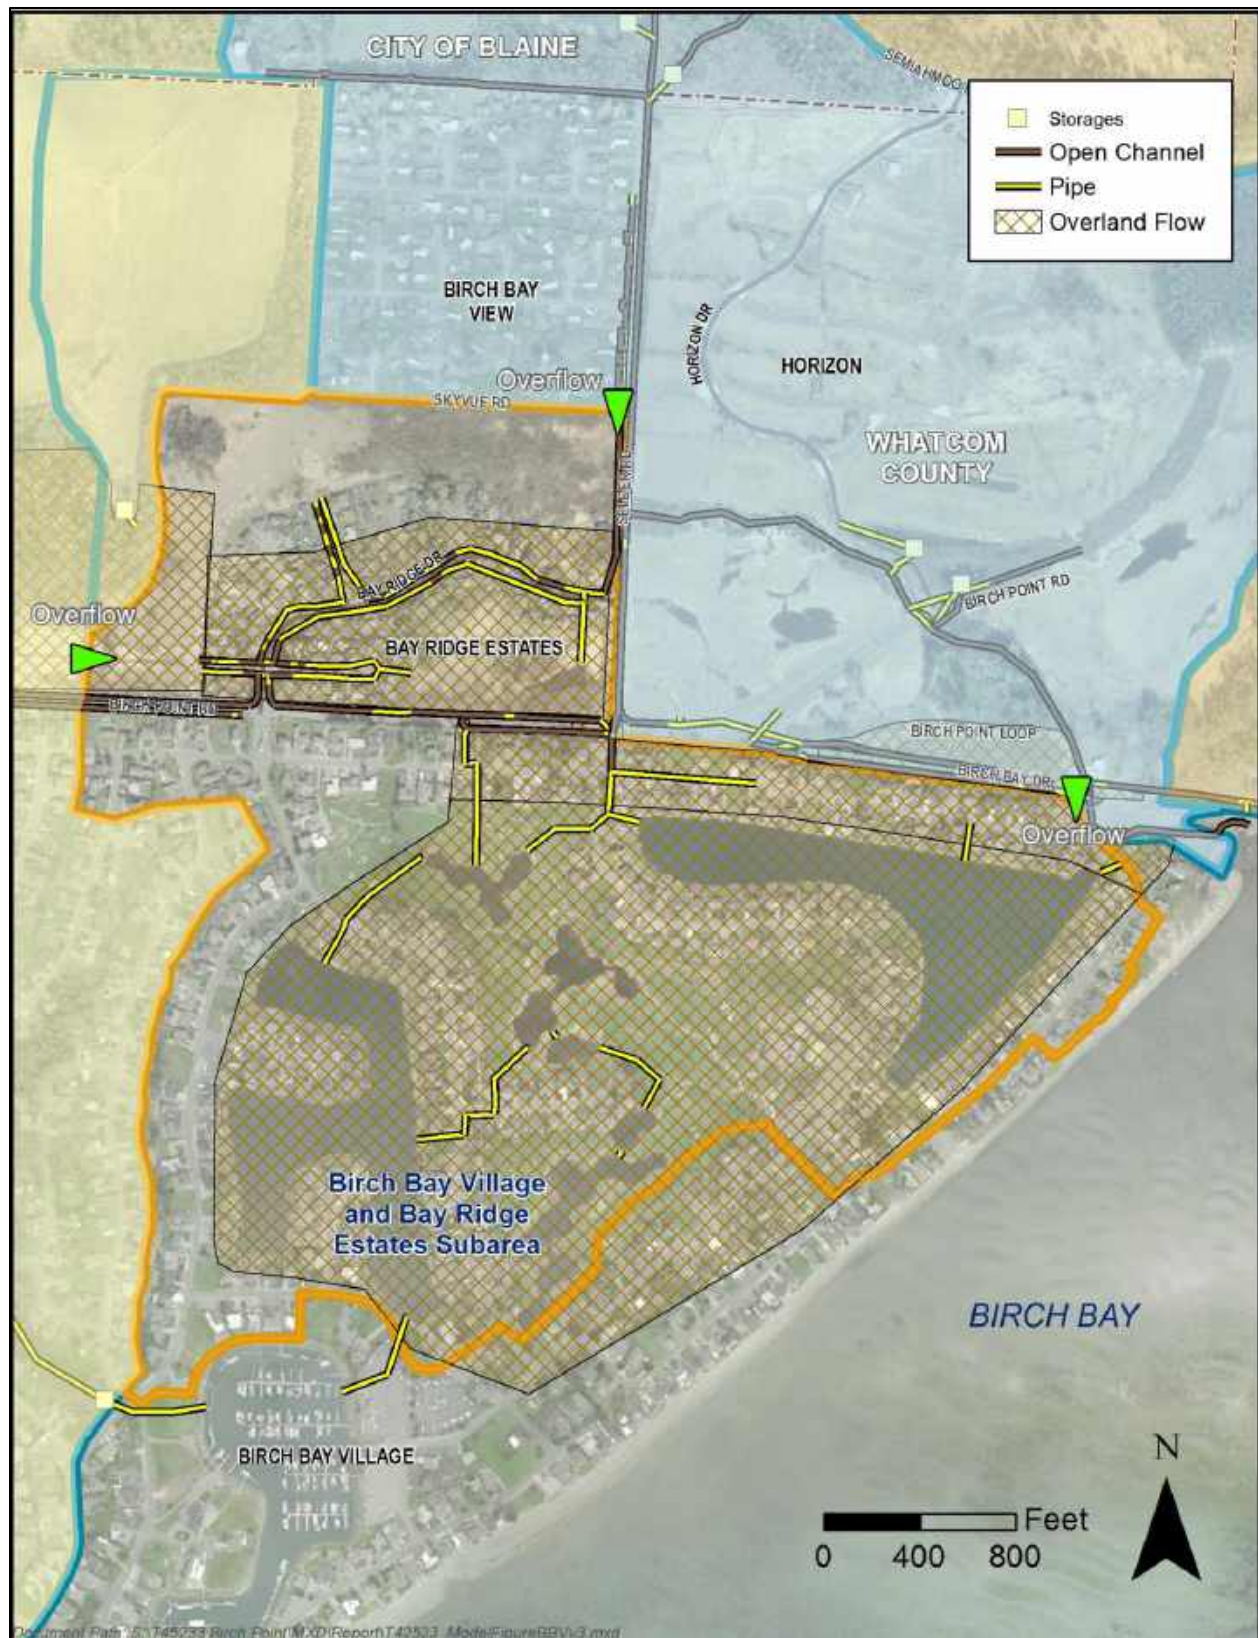 CITY OF BLAINE
SEMIAHMOO
Storages
Open Channel
Pipe
Overland Flow
BIRCH BAY
VIEW
HORIZON DR
HORIZON
Overflow
SKYVUE RD
WHATCOM
COUNTY
BAY RIDGE DR
BIRCH POINT RD
Overflow
BAY RIDGE ESTATES
BIRCH POINT RD
BIRCH POINT LOOP
BIRCH BAY DR
Overflow
Birch Bay Village
and Bay Ridge
Estates Subarea
BIRCH BAY
BIRCH BAY VILLAGE
N
Feet
0 400 800